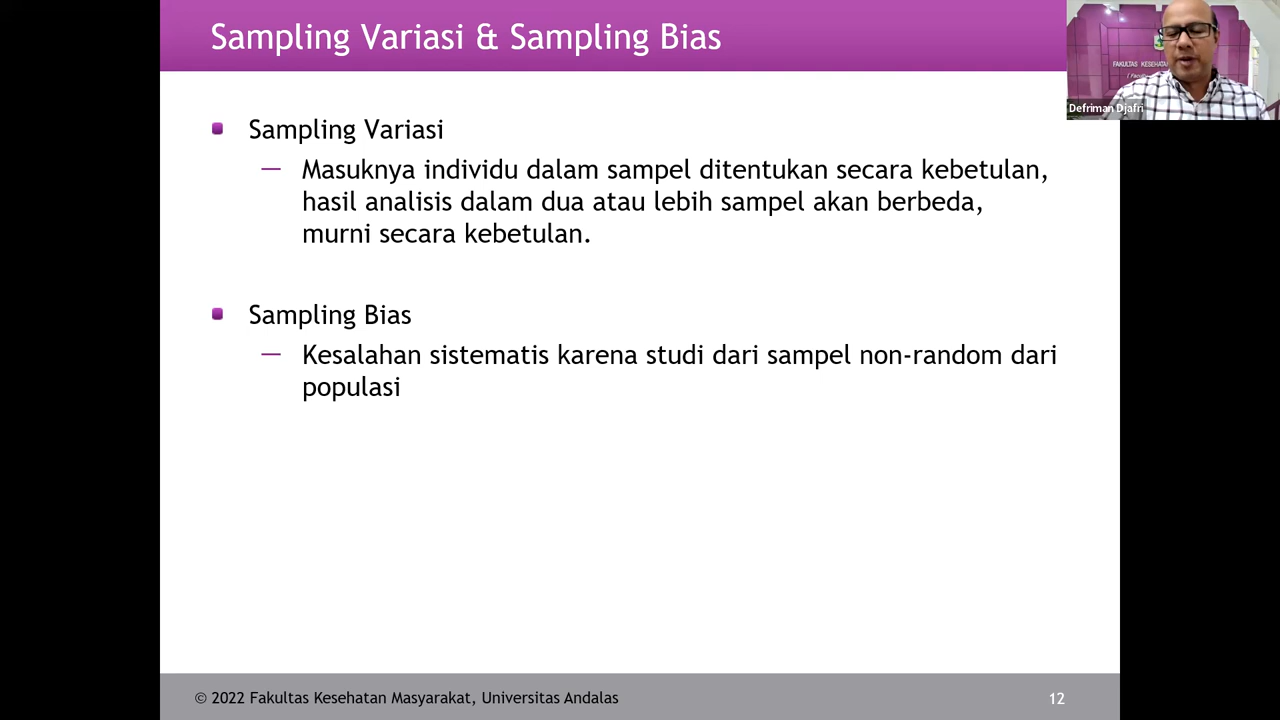 Sampling Variasi & Sampling Bias
FAKULTAS KESEHATAN
Defriman Djafri
Sampling Variasi
— Masuknya individu dalam sampel ditentukan secara kebetulan,
hasil analisis dalam dua atau lebih sampel akan berbeda,
murni secara kebetulan.
Sampling Bias
— Kesalahan sistematis karena studi dari sampel non-random dari
populasi
© 2022 Fakultas Kesehatan Masyarakat, Universitas Andalas
12